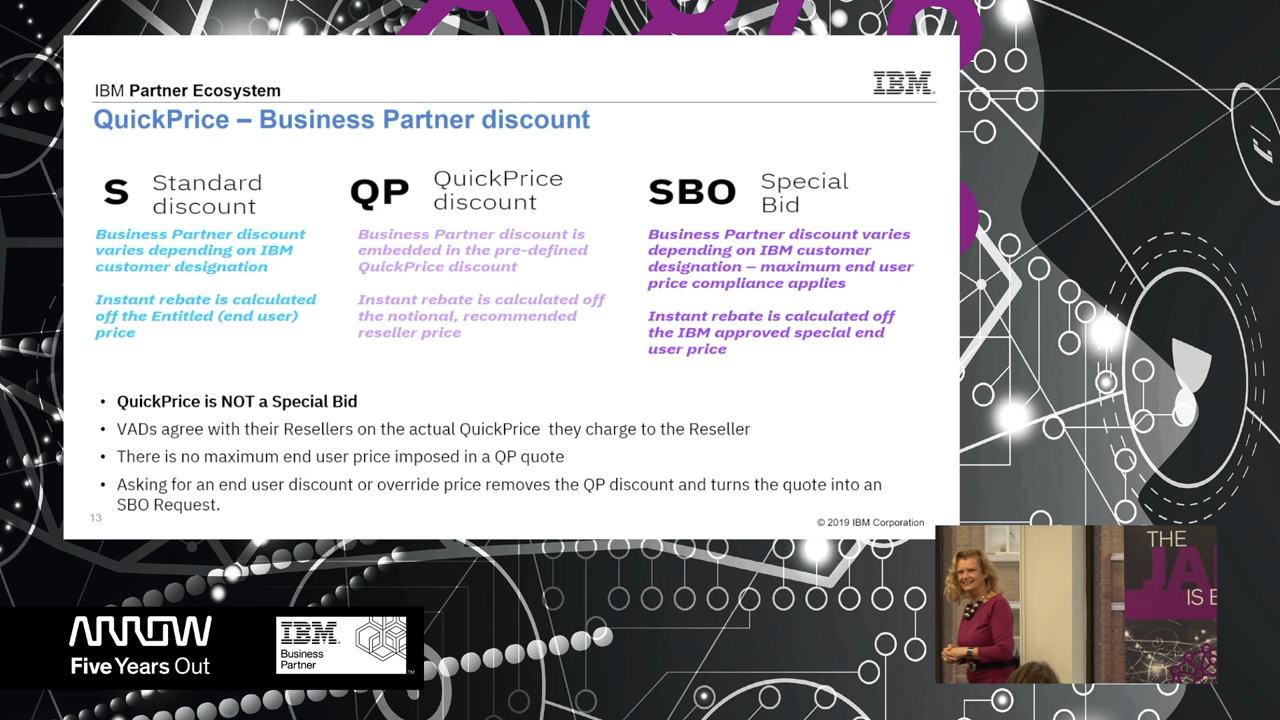 IBM Partner Ecosystem
IBM
QuickPrice – Business Partner discount
S Standard discount
Business Partner discount
varies depending on IBM
customer designation
Instant rebate is calculated
off the Entitled (end user)
price
QP QuickPrice discount
Business Partner discount is
embedded in the pre-defined
QuickPrice discount
Instant rebate is calculated off
the notional, recommended
reseller price
SBO Special Bid
Business Partner discount varies
depending on IBM customer
designation – maximum end user
price compliance applies
Instant rebate is calculated off
the IBM approved special end
user price
• QuickPrice is NOT a Special Bid
• VADs agree with their Resellers on the actual QuickPrice they charge to the Reseller
• There is no maximum end user price imposed in a QP quote
• Asking for an end user discount or override price removes the QP discount and turns the quote into an
SBO Request.
13
© 2019 IBM Corporation
THE
JA
IS
ARROW
Five Years Out
IBM
Business
Partner
TM